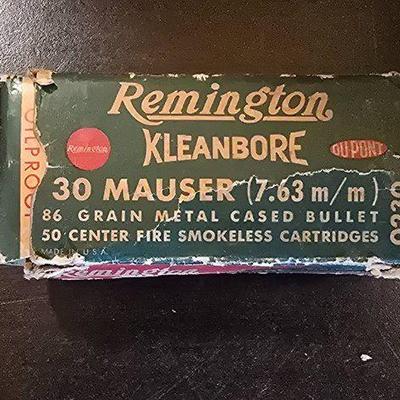 Remington
KLEANBORE
Remington
DU PONT
30 MAUSER (7.63 m/m)
86 GRAIN METAL CASED BULLET
50 CENTER FIRE SMOKELESS CARTRIDGES
MADE IN U.S.A.
OILPROOF
Remington